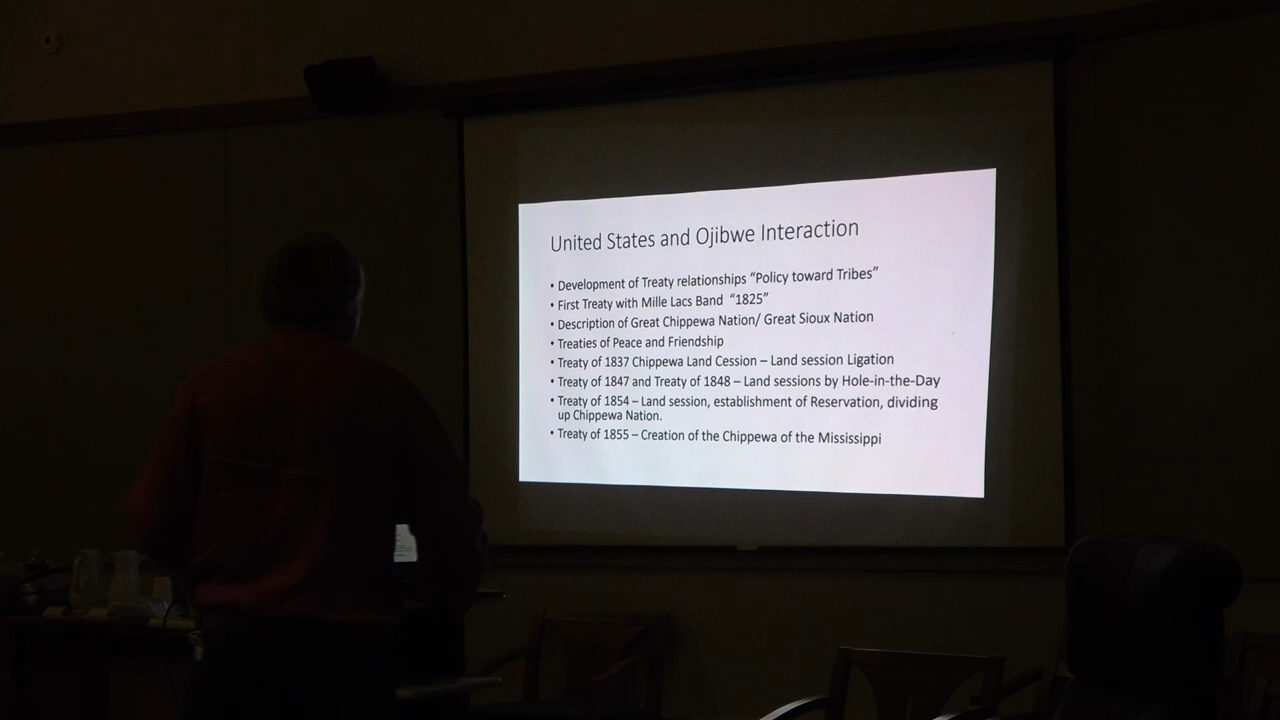 United States and Ojibwe Interaction
• Development of Treaty relationships “Policy toward Tribes”
• First Treaty with Mille Lacs Band “1825”
• Description of Great Chippewa Nation/ Great Sioux Nation
• Treaties of Peace and Friendship
• Treaty of 1837 Chippewa Land Cession – Land session Ligation
• Treaty of 1847 and Treaty of 1848 – Land sessions by Hole-in-the-Day
• Treaty of 1854 – Land session, establishment of Reservation, dividing
up Chippewa Nation.
• Treaty of 1855 – Creation of the Chippewa of the Mississippi